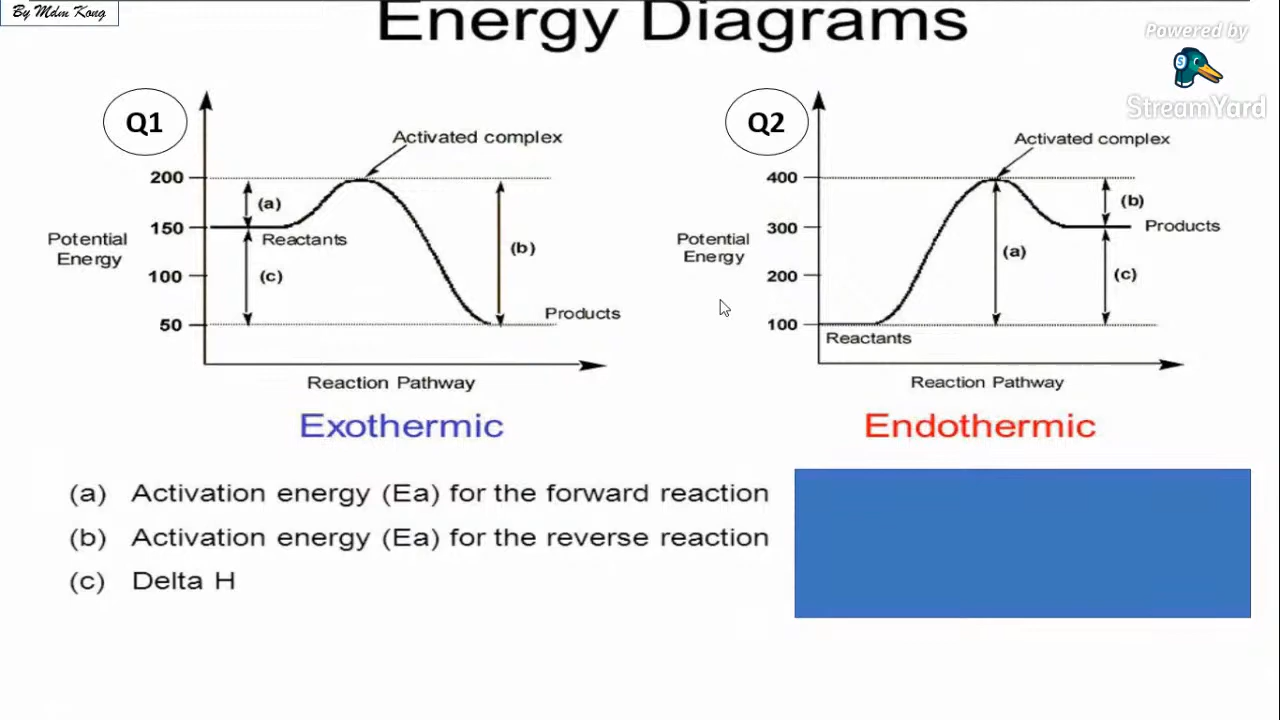 By Mdm Kong
Energy Diagrams
Powered by
StreamYard
Q1
Activated complex
200
(a)
150
Reactants
Potential
Energy
(b)
100
(c)
50
Products
Reaction Pathway
Exothermic
Q2
Activated complex
400
(b)
300
Products
Potential
Energy
(a)
200
(c)
100
Reactants
Reaction Pathway
Endothermic
(a) Activation energy (Ea) for the forward reaction
(b) Activation energy (Ea) for the reverse reaction
(c) Delta H